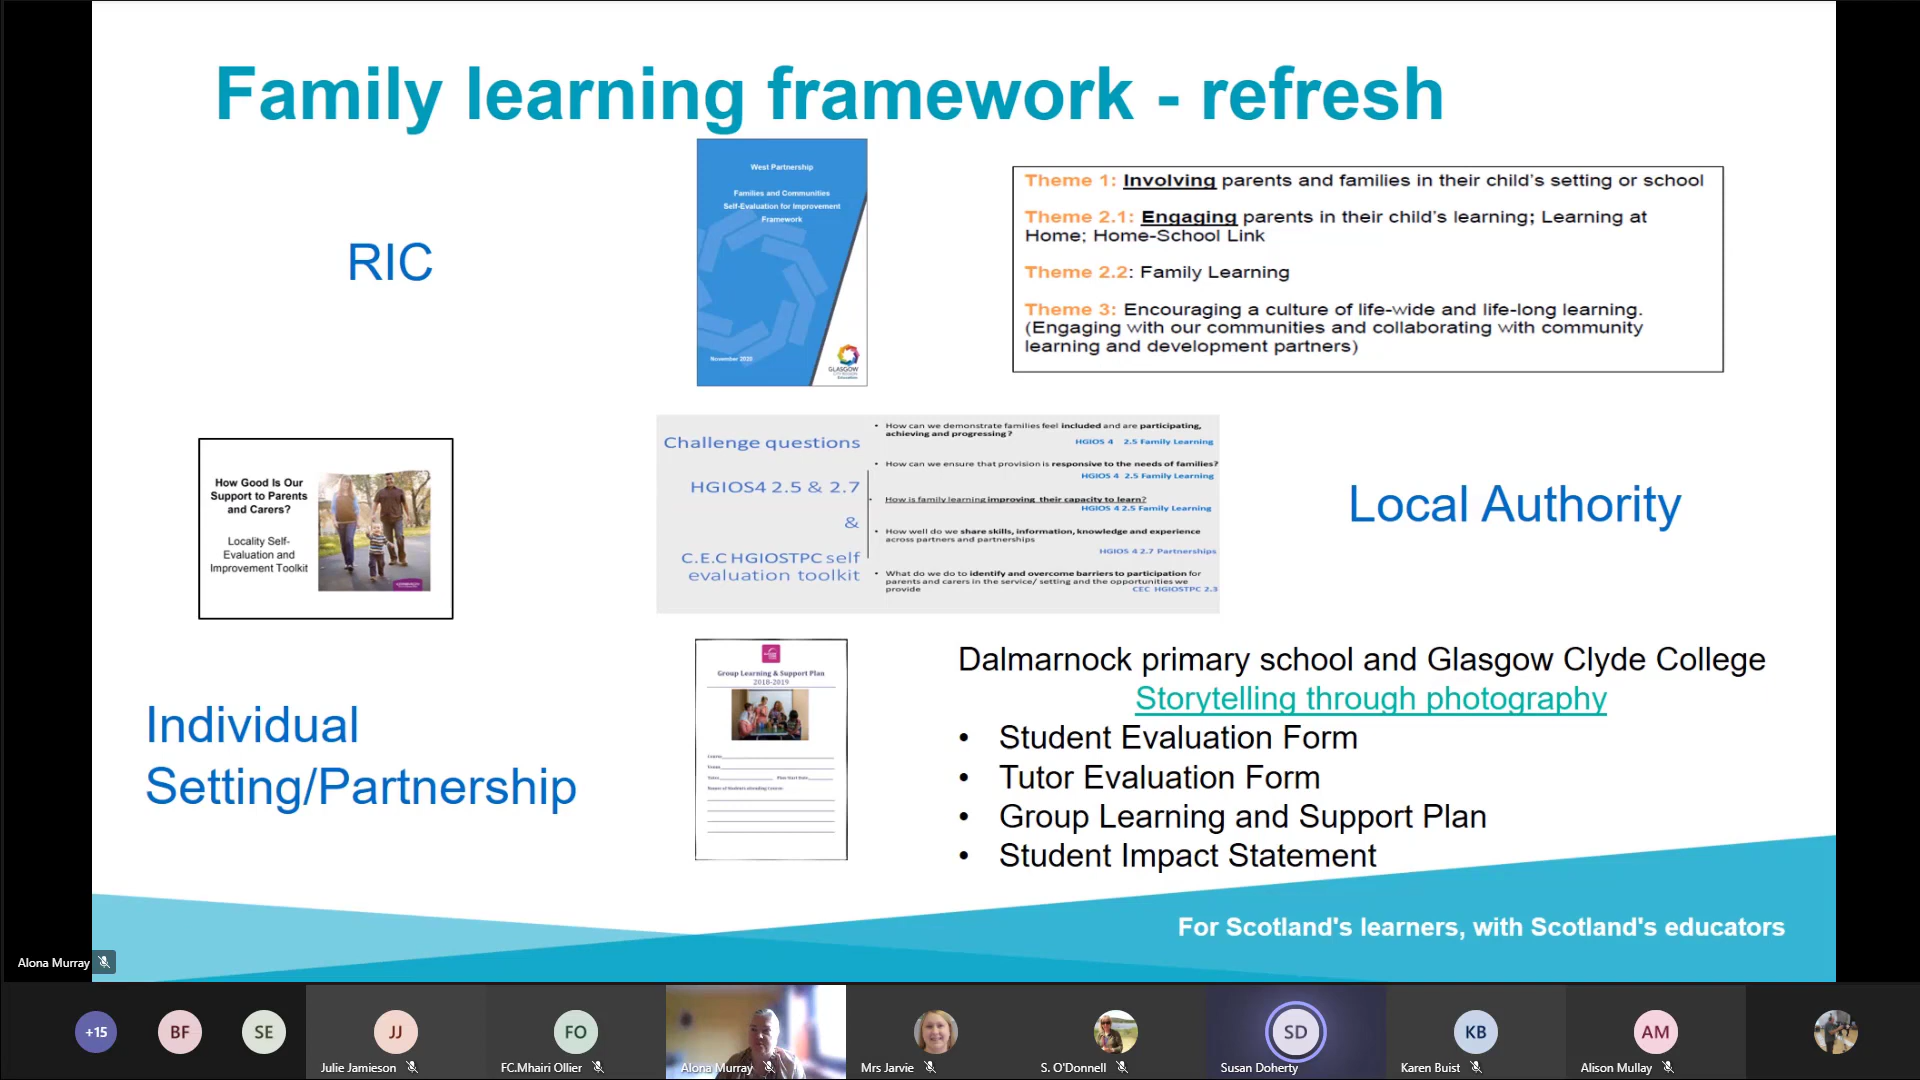 Family learning framework - refresh
West Partnership
Families and Communities
Self-Evaluation for Improvement
Framework
November 2020
GLASGOW
CITY REGION
Education
RIC
Theme 1: Involving parents and families in their child's setting or school
Theme 2.1: Engaging parents in their child's learning; Learning at
Home; Home-School Link
Theme 2.2: Family Learning
Theme 3: Encouraging a culture of life-wide and life-long learning.
(Engaging with our communities and collaborating with community
learning and development partners)
How Good Is Our
Support to Parents
and Carers?
Locality Self-
Evaluation and
Improvement Toolkit
Challenge questions
HGIOS4 2.5 & 2.7
&
C.E.C HGIOSTPC self
evaluation toolkit
• How can we demonstrate families feel included and are participating,
achieving and progressing?
HGIOS 4 2.5 Family Learning
• How can we ensure that provision is responsive to the needs of families?
HGIOS 4 2.5 Family Learning
• How is family learning improving their capacity to learn?
HGIOS 4 2.5 Family Learning
• How well do we share skills, information, knowledge and experience
across partners and partnerships
HGIOS 4 2.7 Partnerships
• What do we do to identify and overcome barriers to participation for
parents and carers in the service/ setting and the opportunities we
provide
CEC HGIOSTPC 2.3
Local Authority
Individual
Setting/Partnership
Group Learning & Support Plan
2018-2019
Plan Start Date
Names of Students attending Course:
Dalmarnock primary school and Glasgow Clyde College
Storytelling through photography
• Student Evaluation Form
• Tutor Evaluation Form
• Group Learning and Support Plan
• Student Impact Statement
For Scotland's learners, with Scotland's educators
Alona Murray
+15
BF
SE
JJ
Julie Jamieson
FO
FC.Mhairi Ollier
Alona Murray
Mrs Jarvie
S. O'Donnell
SD
Susan Doherty
KB
Karen Buist
AM
Alison Mullay